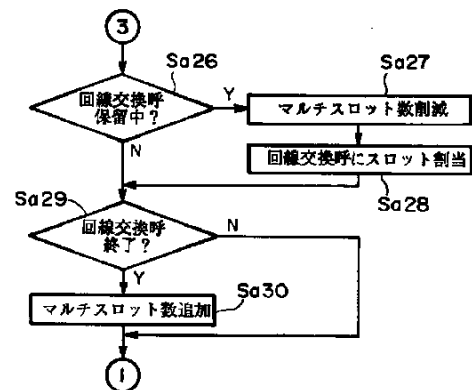 3
Sa26
回線交換呼
保留中?
Y
Sa27
マルチスロット数削減
N
回線交換呼にスロット割当
Sa28
Sa29
回線交換呼
終了?
N
Y
Sa30
マルチスロット数追加
1